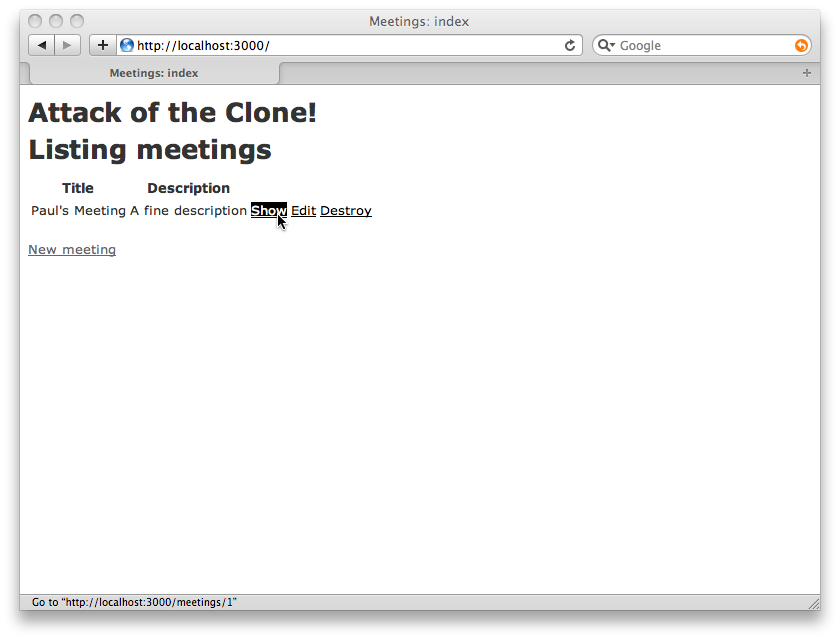 Meetings: index
http://localhost:3000/
Google
Meetings: index
Attack of the Clone!
Listing meetings
Title Description
Paul's Meeting A fine description Show Edit Destroy
New meeting
Go to “http://localhost:3000/meetings/1”